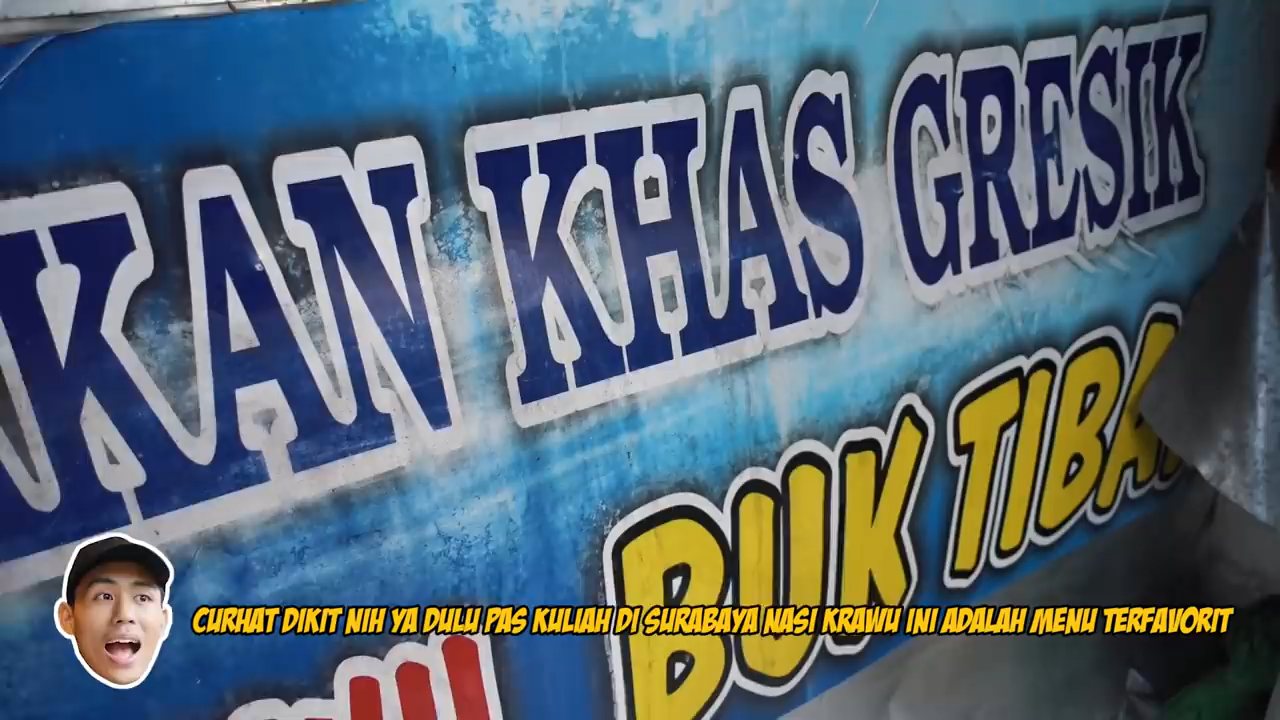 KAN KHAS GRESIK
BUK TIBA
CURHAT DIKIT NIH YA DULU PAS KULIAH DI SURABAYA NASI KRAWU INI ADALAH MENU TERFAVORIT